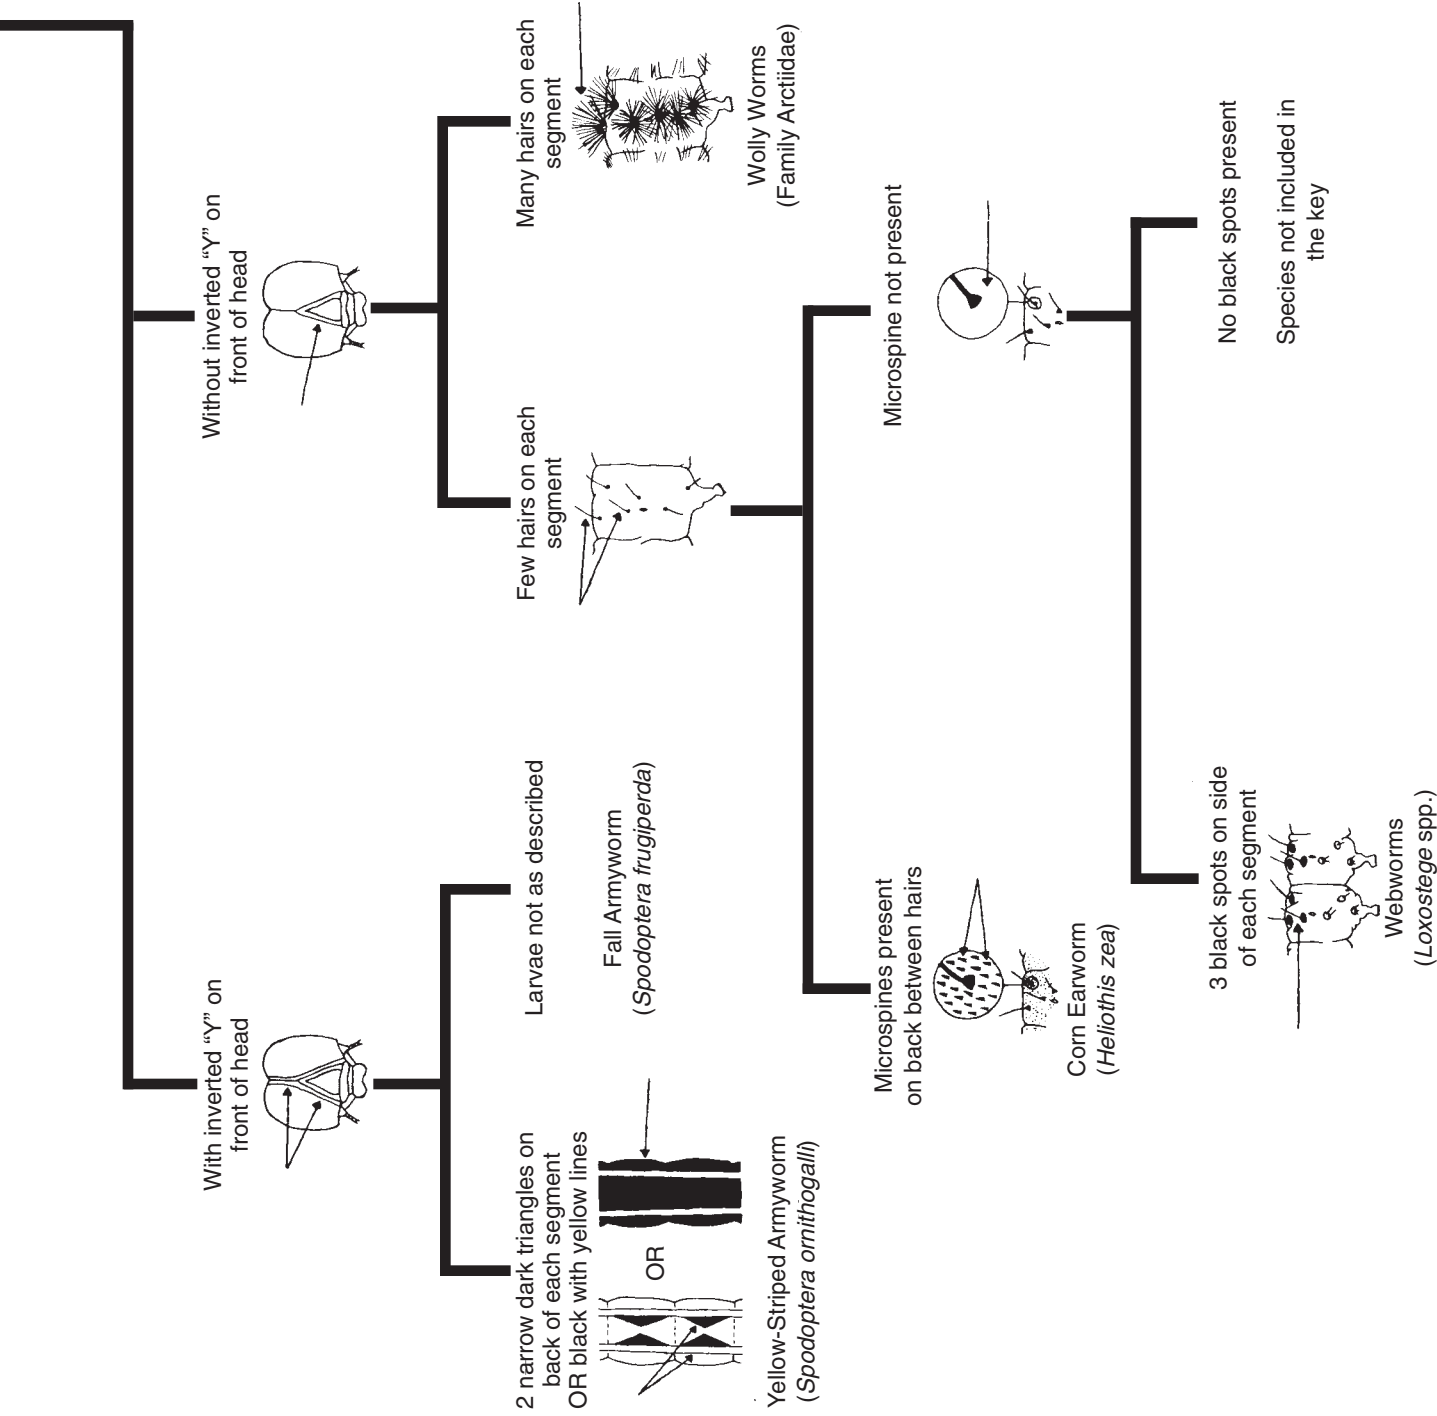 With inverted “Y” on
front of head
Without inverted “Y” on
front of head
2 narrow dark triangles on
back of each segment
OR black with yellow lines
OR
Yellow-Striped Armyworm
(Spodoptera ornithogalli)
Larvae not as described
Fall Armyworm
(Spodoptera frugiperda)
Few hairs on each
segment
Many hairs on each
segment
Wolly Worms
(Family Arctiidae)
Microspines present
on back between hairs
Corn Earworm
(Heliothis zea)
Microspine not present
3 black spots on side
of each segment
Webworms
(Loxostege spp.)
No black spots present
Species not included in
the key